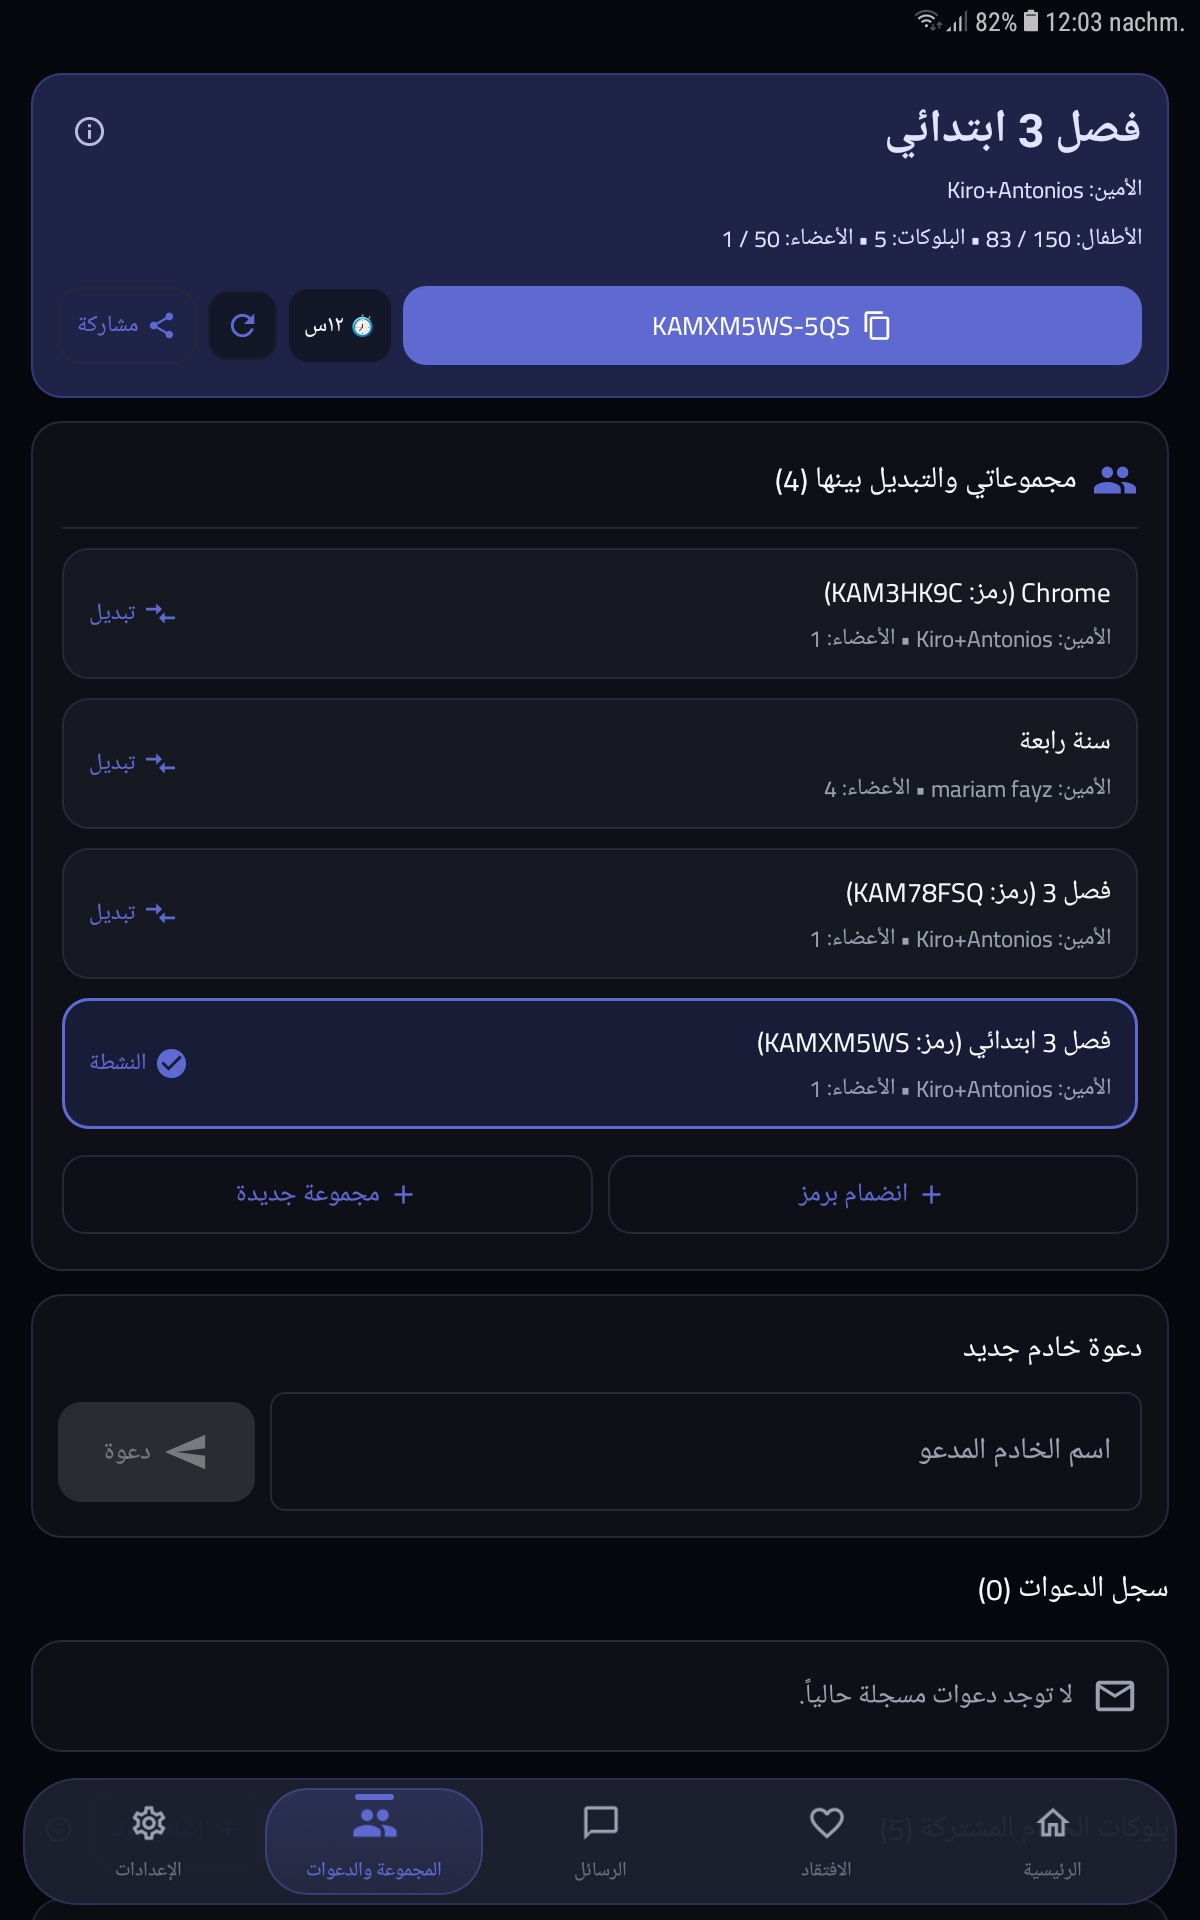 82% 12:03 nachm.
فصل 3 ابتدائي
الأمين: Kiro+Antonios
الأطفال: 150 / 83 ▪ البلوكات: 5 ▪ الأعضاء: 50 / 1
KAMXM5WS-5QS
١٢س
مشاركة
مجموعاتي والتبديل بينها (4)
Chrome (رمز: KAM3HK9C)
الأمين: Kiro+Antonios ▪ الأعضاء: 1
تبديل
سنة رابعة
الأمين: mariam fayz ▪ الأعضاء: 4
تبديل
فصل 3 (رمز: KAM78FSQ)
الأمين: Kiro+Antonios ▪ الأعضاء: 1
تبديل
فصل 3 ابتدائي (رمز: KAMXM5WS)
الأمين: Kiro+Antonios ▪ الأعضاء: 1
النشطة
+ انضمام برمز
+ مجموعة جديدة
دعوة خادم جديد
اسم الخادم المدعو
دعوة
سجل الدعوات (0)
لا توجد دعوات مسجلة حالياً.
المشتركة (5)
الرئيسية
الافتقاد
الرسائل
المجموعة والدعوات
الإعدادات